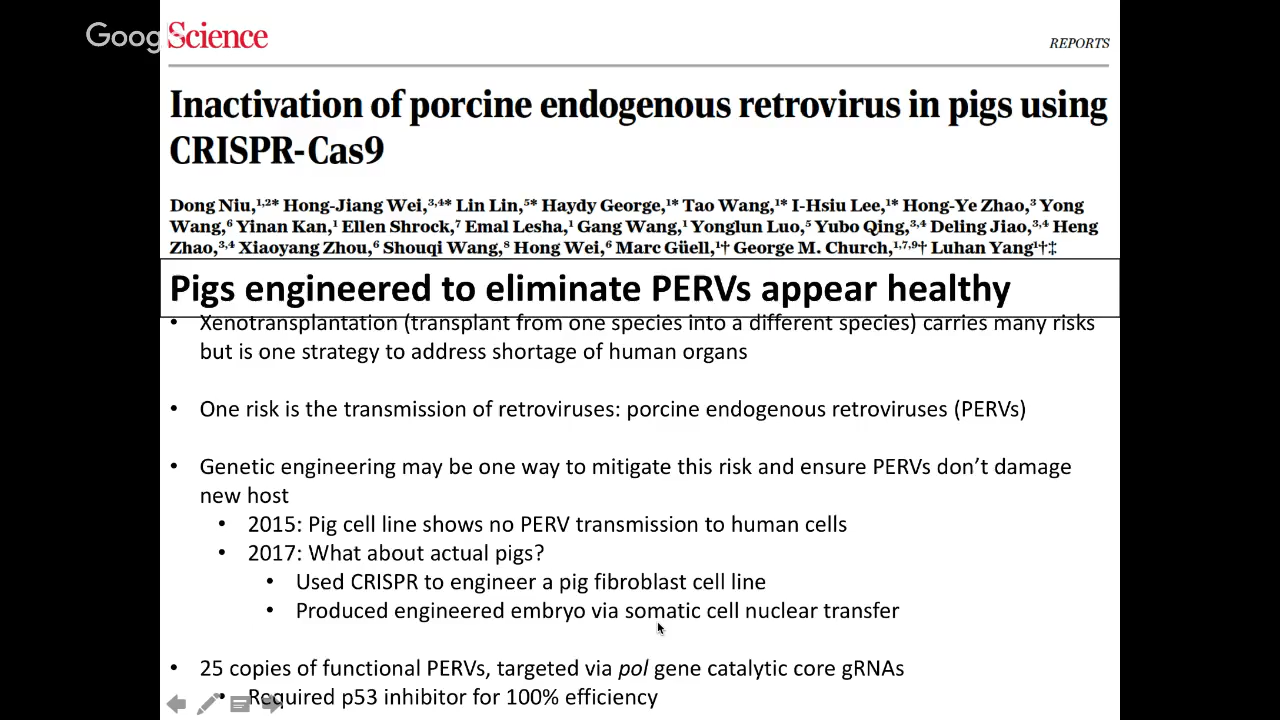 Goog
Science
REPORTS
Inactivation of porcine endogenous retrovirus in pigs using
CRISPR-Cas9
Dong Niu,1,2* Hong-Jiang Wei,3,4* Lin Lin,5* Haydy George,1* Tao Wang,1* I-Hsiu Lee,1* Hong-Ye Zhao,3 Yong
Wang,6 Yinan Kan,1 Ellen Shrock,7 Emal Lesha,1 Gang Wang,1 Yonglun Luo,5 Yubo Qing,3,4 Deling Jiao,3,4 Heng
Zhao,3,4 Xiaoyang Zhou,6 Shouqi Wang,8 Hong Wei,6 Marc Güell,1† George M. Church,1,7,9† Luhan Yang1†‡
Pigs engineered to eliminate PERVs appear healthy
• Xenotransplantation (transplant from one species into a different species) carries many risks
but is one strategy to address shortage of human organs
• One risk is the transmission of retroviruses: porcine endogenous retroviruses (PERVs)
• Genetic engineering may be one way to mitigate this risk and ensure PERVs don’t damage
new host
• 2015: Pig cell line shows no PERV transmission to human cells
• 2017: What about actual pigs?
• Used CRISPR to engineer a pig fibroblast cell line
• Produced engineered embryo via somatic cell nuclear transfer
• 25 copies of functional PERVs, targeted via pol gene catalytic core gRNAs
• Required p53 inhibitor for 100% efficiency